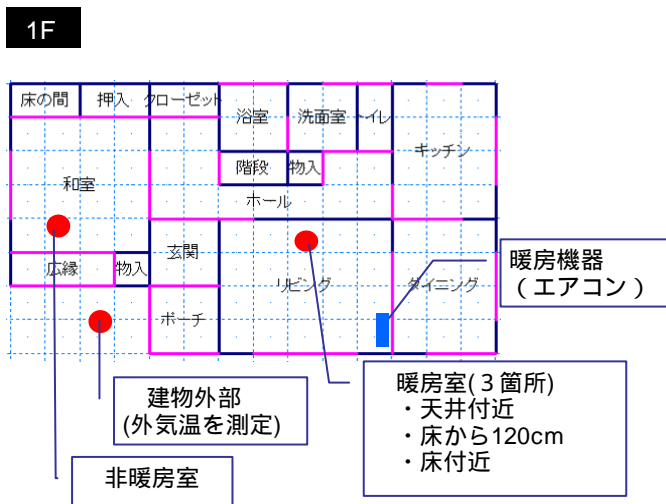 1F
床の間 押入 クローゼット
浴室 洗面室 トイレ
キッチン
階段 物入
和室
ホール
玄関
広縁 物入
リビング
ダイニング
ポーチ
暖房機器
(エアコン)
建物外部
(外気温を測定)
暖房室(3箇所)
・天井付近
・床から120cm
・床付近
非暖房室